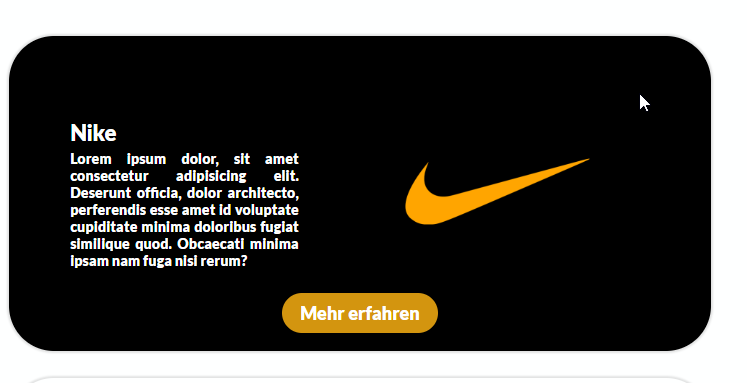 Nike
Lorem ipsum dolor, sit amet
consectetur adipisicing elit.
Deserunt officia, dolor architecto,
perferendis esse amet id voluptate
cupiditate minima doloribus fugiat
similique quod. Obcaecati minima
ipsam nam fuga nisi rerum?
Mehr erfahren